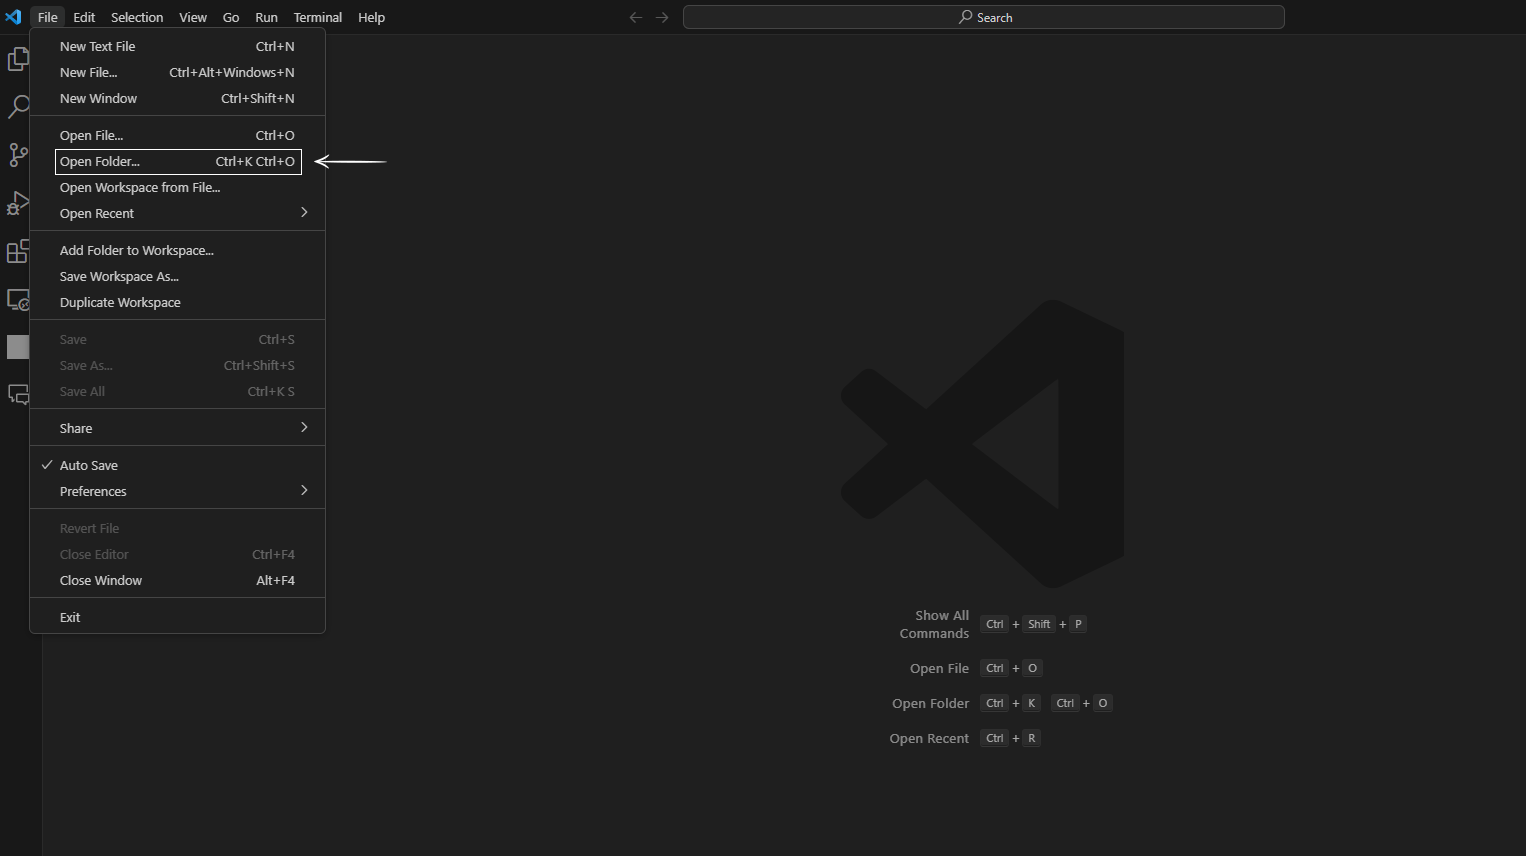 File Edit Selection View Go Run Terminal Help
Search
New Text File Ctrl+N
New File... Ctrl+Alt+Windows+N
New Window Ctrl+Shift+N
Open File... Ctrl+O
Open Folder... Ctrl+K Ctrl+O
Open Workspace from File...
Open Recent
Add Folder to Workspace...
Save Workspace As...
Duplicate Workspace
Save Ctrl+S
Save As... Ctrl+Shift+S
Save All Ctrl+K S
Share
Auto Save
Preferences
Revert File
Close Editor Ctrl+F4
Close Window Alt+F4
Exit
Show All
Commands Ctrl + Shift + P
Open File Ctrl + O
Open Folder Ctrl + K Ctrl + O
Open Recent Ctrl + R